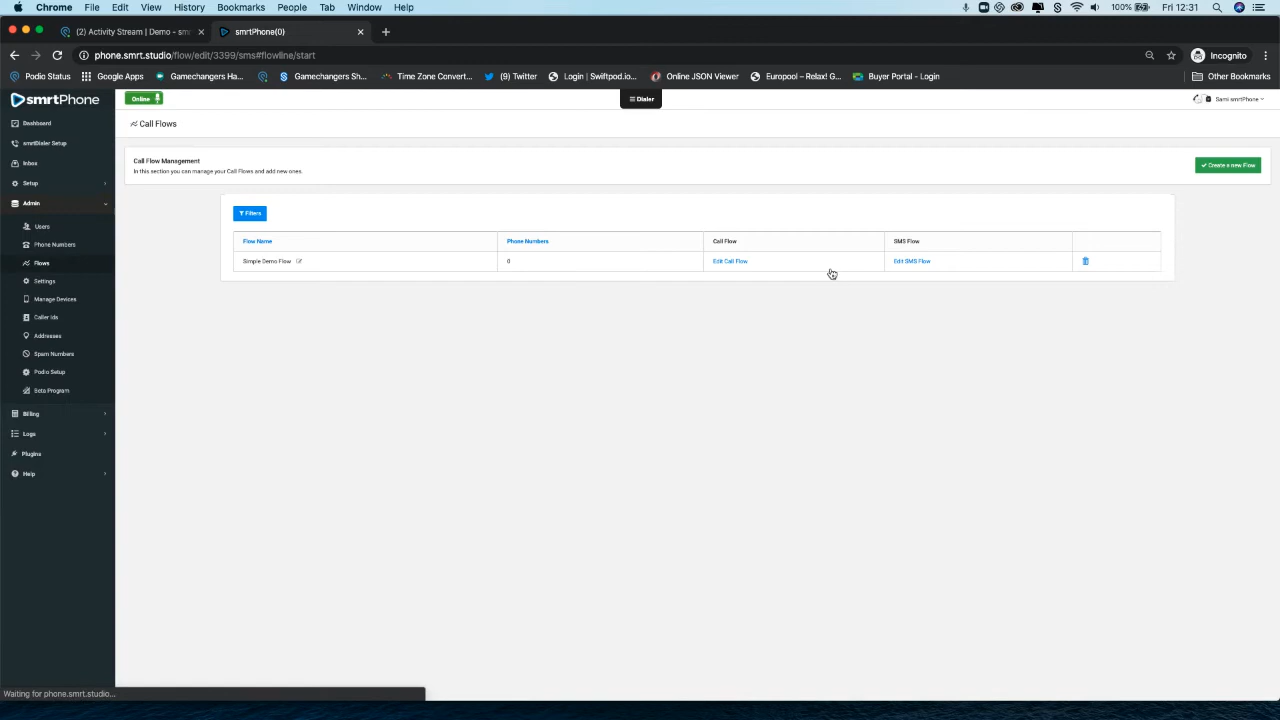 Chrome File Edit View History Bookmarks People Tab Window Help 100% Fri 12:31
(2) Activity Stream | Demo - sm smrtPhone(0)
phone.smrt.studio/flow/edit/3399/sms#flowline/start Incognito
Podio Status Google Apps Gamechangers Ha... Gamechangers Sh... Time Zone Convert... (9) Twitter Login | Swiftpod.io... Online JSON Viewer Europool - Relax! G... Buyer Portal - Login Other Bookmarks
smrtPhone Online Dialer Sami smrtPhone
Dashboard
Call Flows
smrtDialer Setup
Inbox
Setup
Admin
Users
Phone Numbers
Flows
Settings
Manage Devices
Caller Ids
Addresses
Spam Numbers
Podio Setup
Beta Program
Billing
Logs
Plugins
Help
Call Flow Management
In this section you can manage your Call Flows and add new ones.
Create a new Flow
Filters
Flow Name Phone Numbers Call Flow SMS Flow
Simple Demo Flow 0 Edit Call Flow Edit SMS Flow
Waiting for phone.smrt.studio...